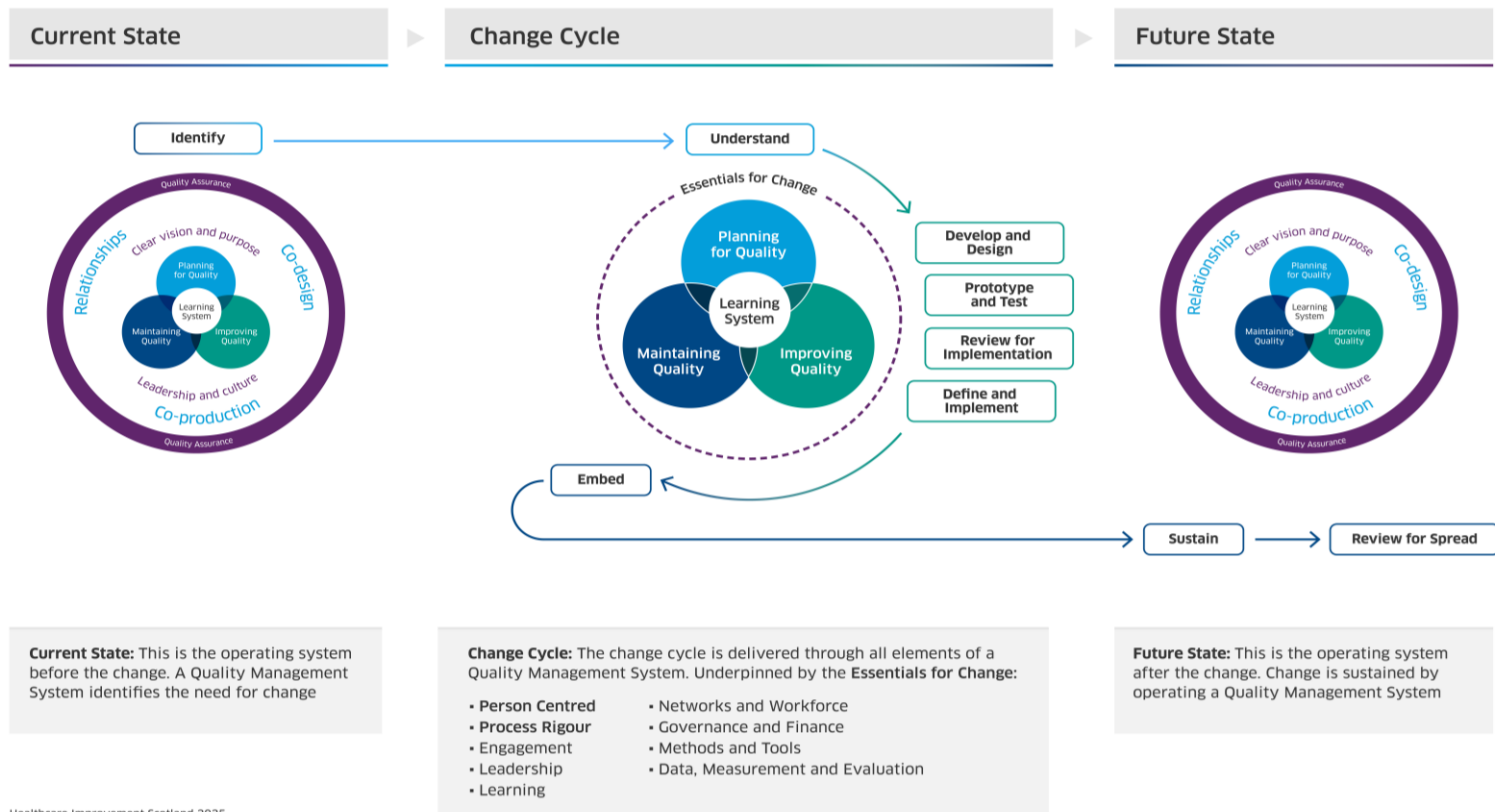 Current State
Change Cycle
Future State
Identify
Understand
Quality Assurance
Relationships
Clear vision and purpose
Co-design
Planning
for Quality
Learning
System
Maintaining
Quality
Improving
Quality
Leadership and culture
Co-production
Quality Assurance
Essentials for Change
Planning
for Quality
Learning
System
Maintaining
Quality
Improving
Quality
Develop and
Design
Prototype
and Test
Review for
Implementation
Define and
Implement
Embed
Quality Assurance
Relationships
Clear vision and purpose
Co-design
Planning
for Quality
Learning
System
Maintaining
Quality
Improving
Quality
Leadership and culture
Co-production
Quality Assurance
Sustain
Review for Spread
Current State: This is the operating system
before the change. A Quality Management
System identifies the need for change
Change Cycle: The change cycle is delivered through all elements of a
Quality Management System. Underpinned by the Essentials for Change:
▪ Person Centred
▪ Process Rigour
▪ Engagement
▪ Leadership
▪ Learning
▪ Networks and Workforce
▪ Governance and Finance
▪ Methods and Tools
▪ Data, Measurement and Evaluation
Future State: This is the operating system
after the change. Change is sustained by
operating a Quality Management System